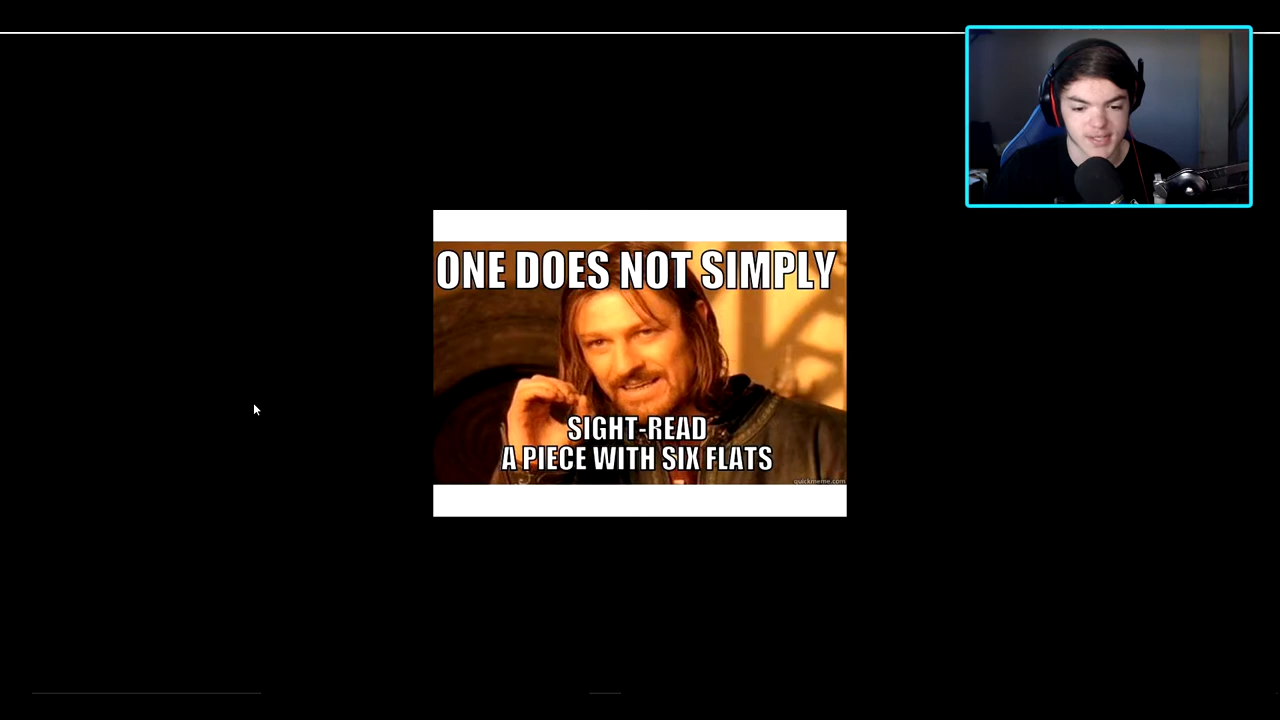 ONE DOES NOT SIMPLY
SIGHT-READ
A PIECE WITH SIX FLATS
quickmeme.com